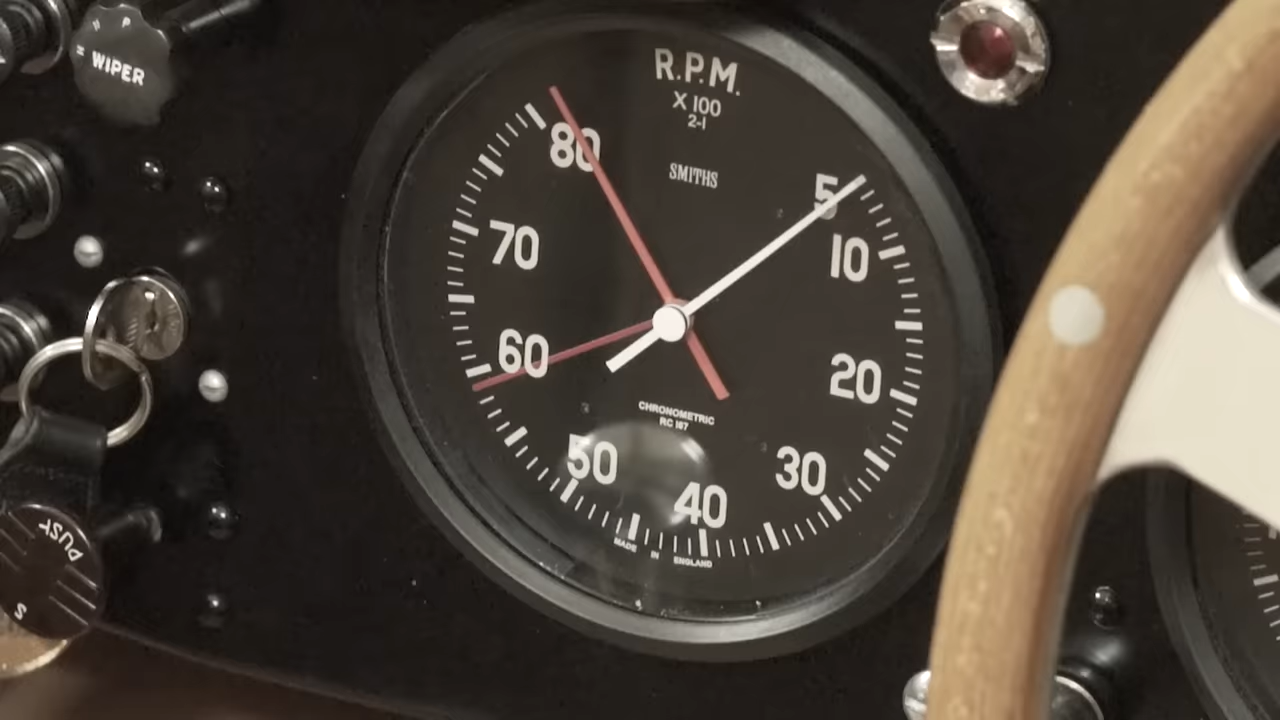 WIPER
R.P.M.
X 100
2-1
SMITHS
5
10
20
30
40
50
60
70
80
CHRONOMETRIC
RC 167
MADE IN ENGLAND
PUSH
S